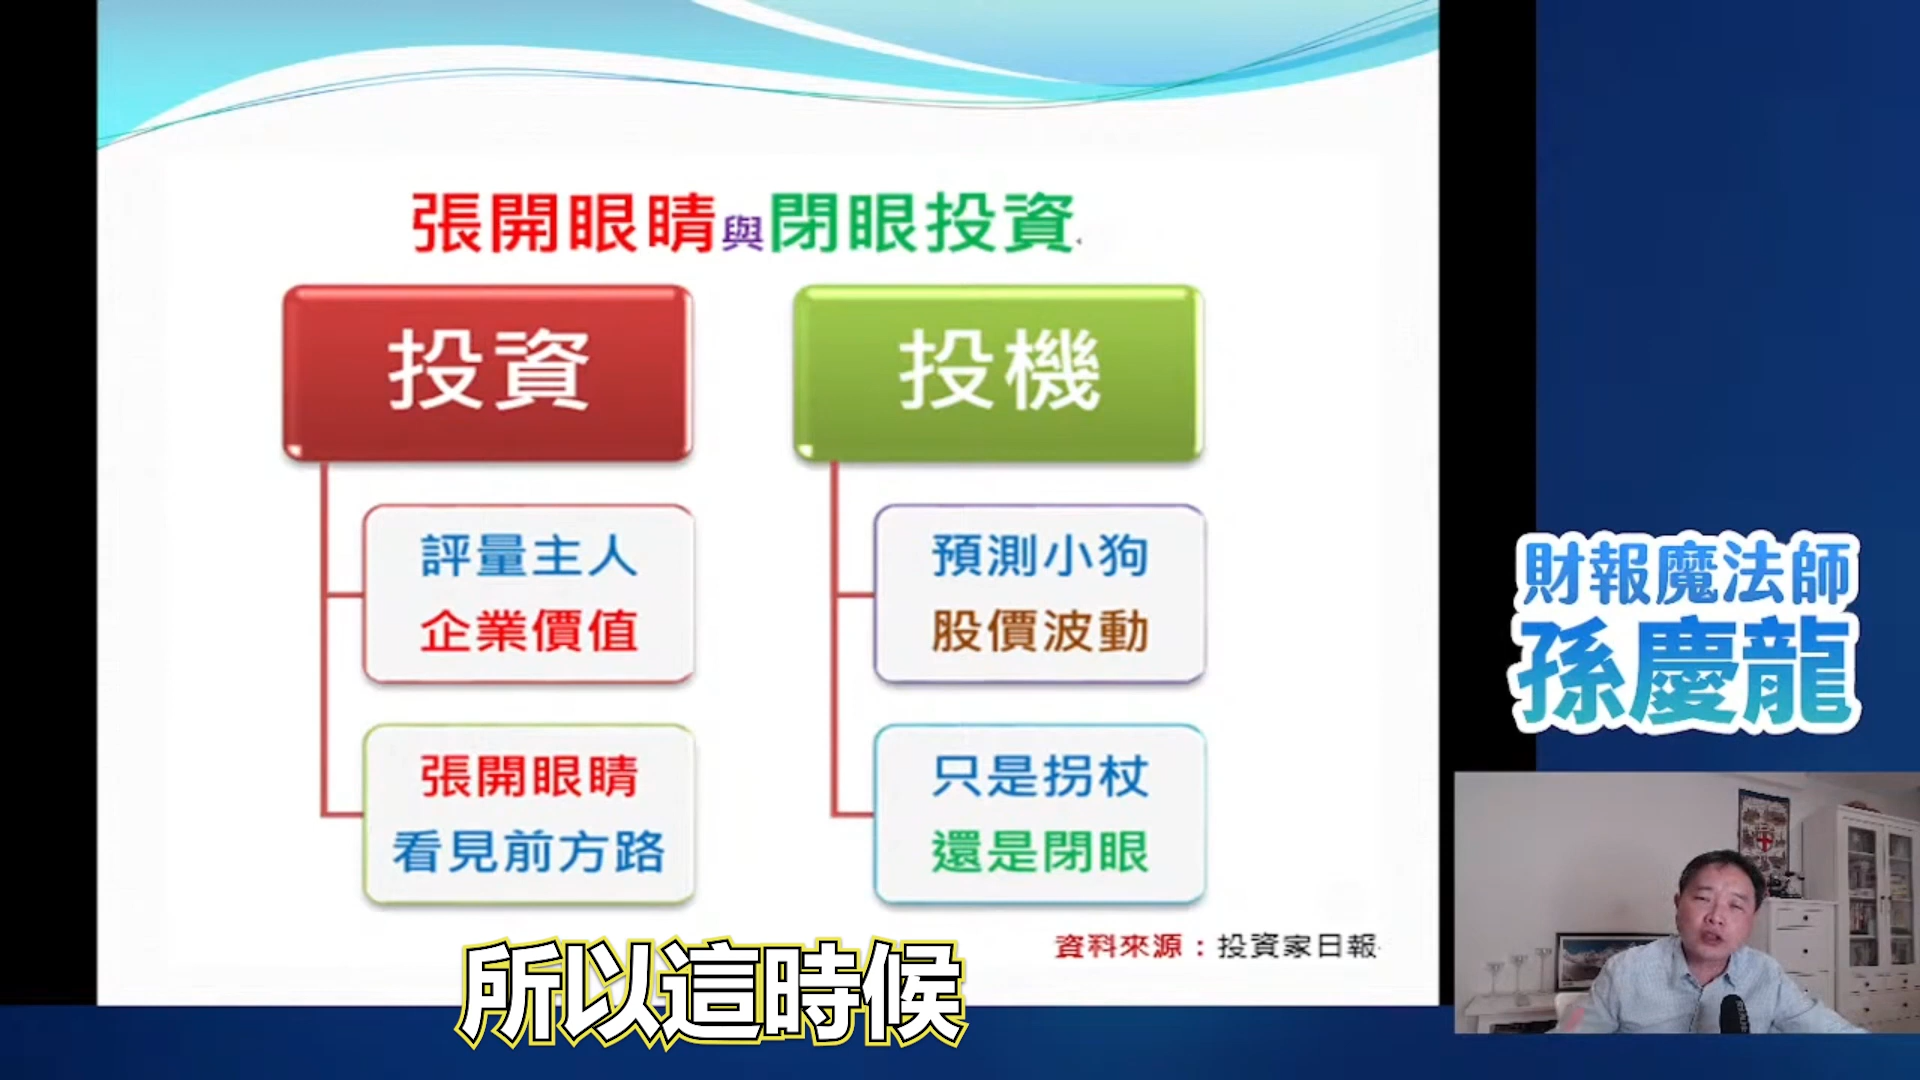 張開眼睛與閉眼投資
投資
投機
評量主人
企業價值
預測小狗
股價波動
張開眼睛
看見前方路
只是拐杖
還是閉眼
資料來源：投資家日報
所以這時候
財報魔法師
孫慶龍